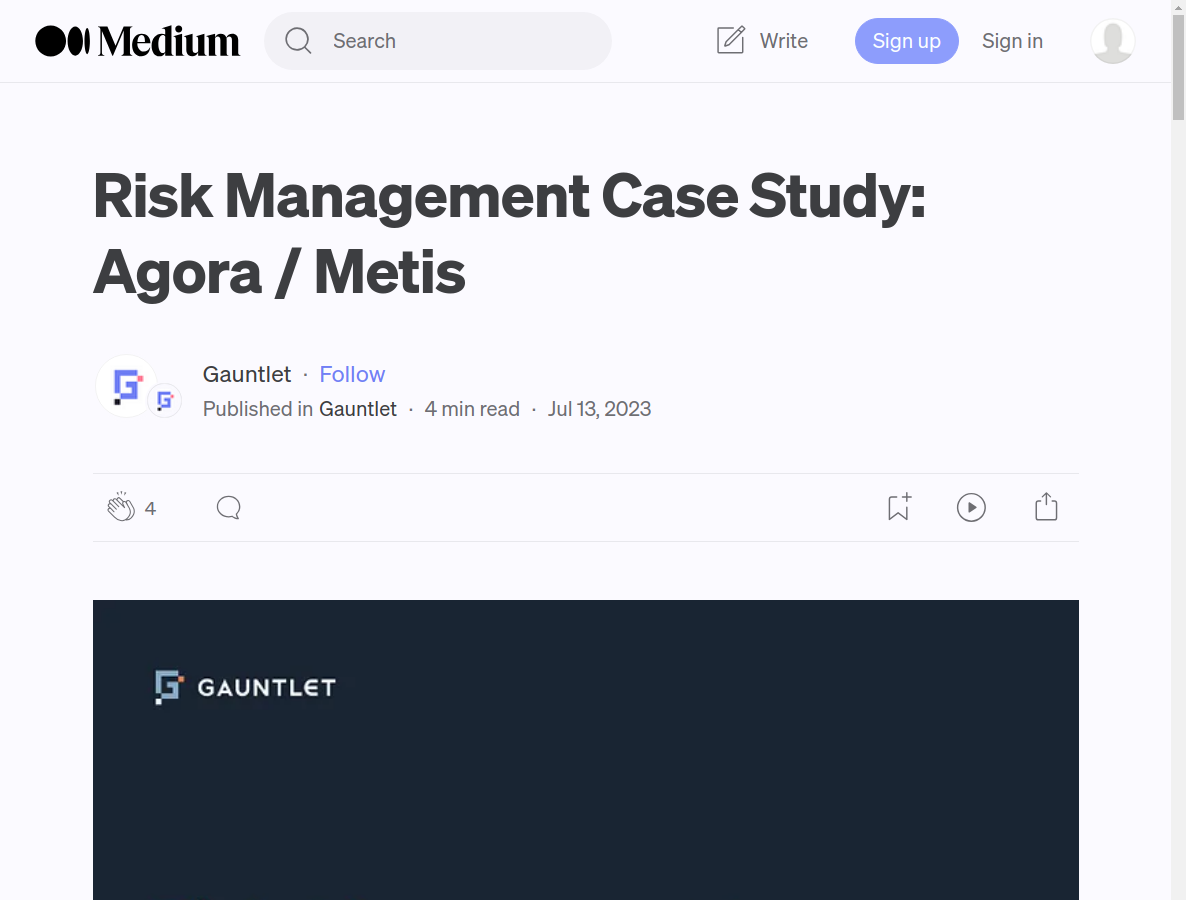 Medium
Search
Write
Sign up
Sign in
Risk Management Case Study:
Agora / Metis
Gauntlet · Follow
Published in Gauntlet · 4 min read · Jul 13, 2023
4
GAUNTLET